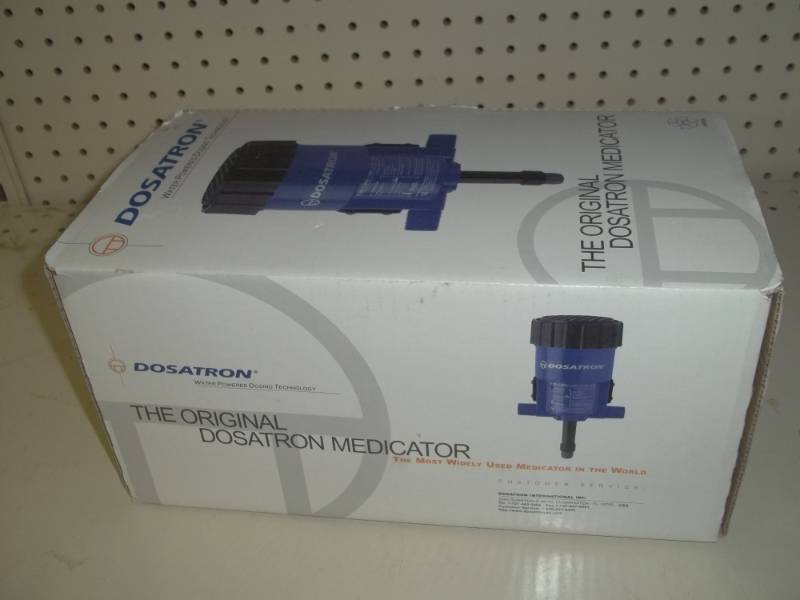 DOSATRON®
WATER POWERED DOSING TECHNOLOGY
DOSATRON
THE ORIGINAL
DOSATRON MEDICATOR
DOSATRON®
WATER POWERED DOSING TECHNOLOGY
THE ORIGINAL
DOSATRON MEDICATOR
THE MOST WIDELY USED MEDICATOR IN THE WORLD
DOSATRON
CUSTOMER SERVICE:
DOSATRON INTERNATIONAL INC.